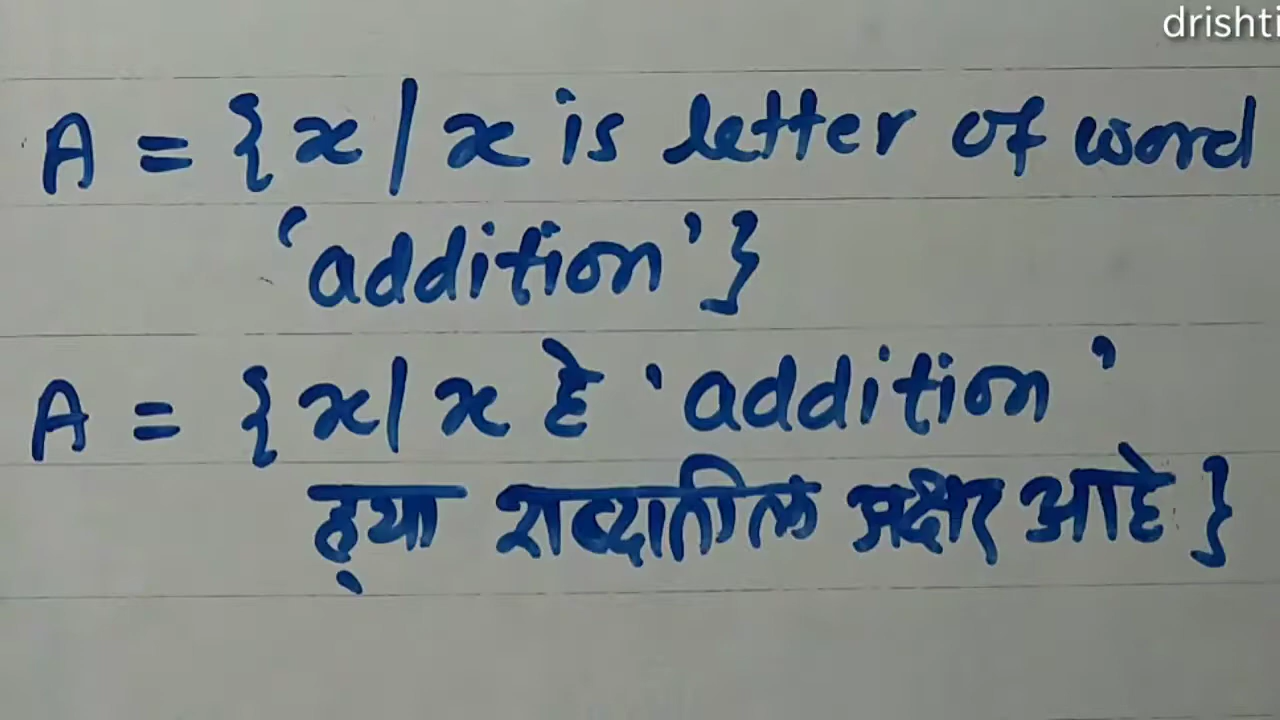 drishti
A = {x / x is letter of word
'addition'}
A = {x / x हे 'addition'
ह्या शब्दातील अक्षर आहे}